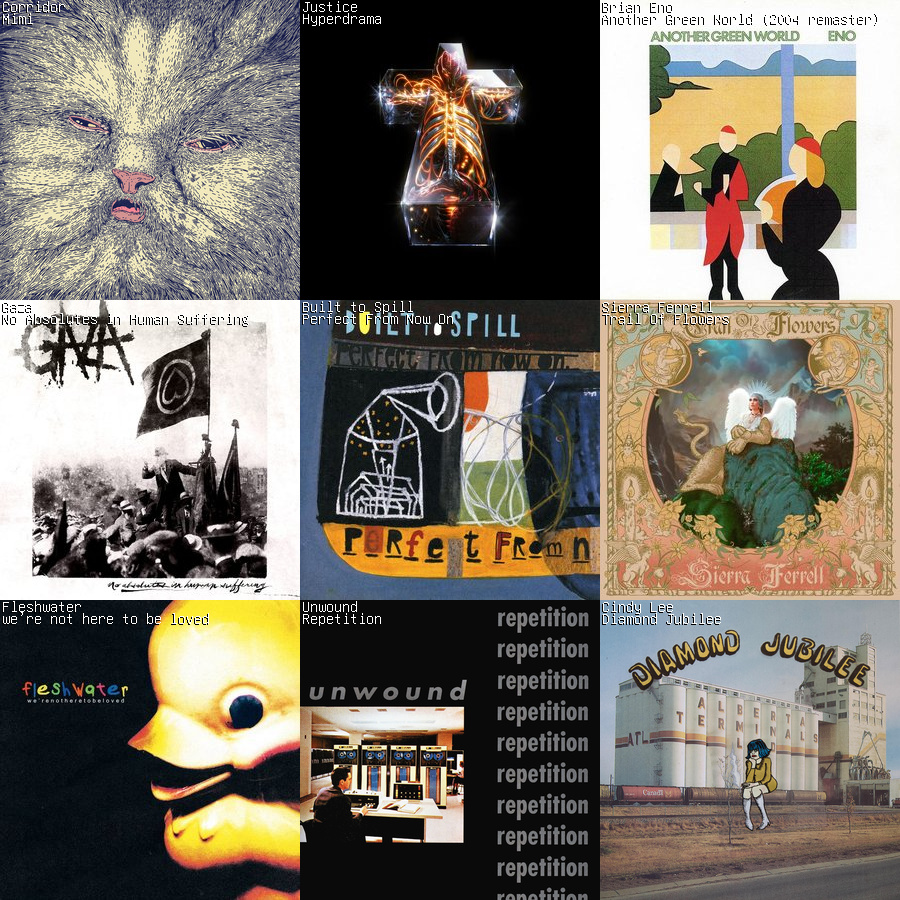 Corridor
Mimi
Justice
Hyperdrama
Brian Eno
Another Green World (2004 remaster)
ANOTHER GREEN WORLD ENO
Gaza
No Absolutes in Human Suffering
GAZA
no absolutes in human suffering
Built to Spill
Perfect From Now On
BUILT to SPILL
PERFECT FROM NOW ON
PERfect From n
Sierra Ferrell
Trail Of Flowers
Trail Of Flowers
Sierra Ferrell
Fleshwater
we're not here to be loved
fleshwater
we'renotheretobeloved
Unwound
Repetition
unwound
repetition
repetition
repetition
repetition
repetition
repetition
repetition
repetition
repetition
repetition
Cindy Lee
Diamond Jubilee
DIAMOND JUBILEE
ALBERTA
ATL TERMINALS
Canada